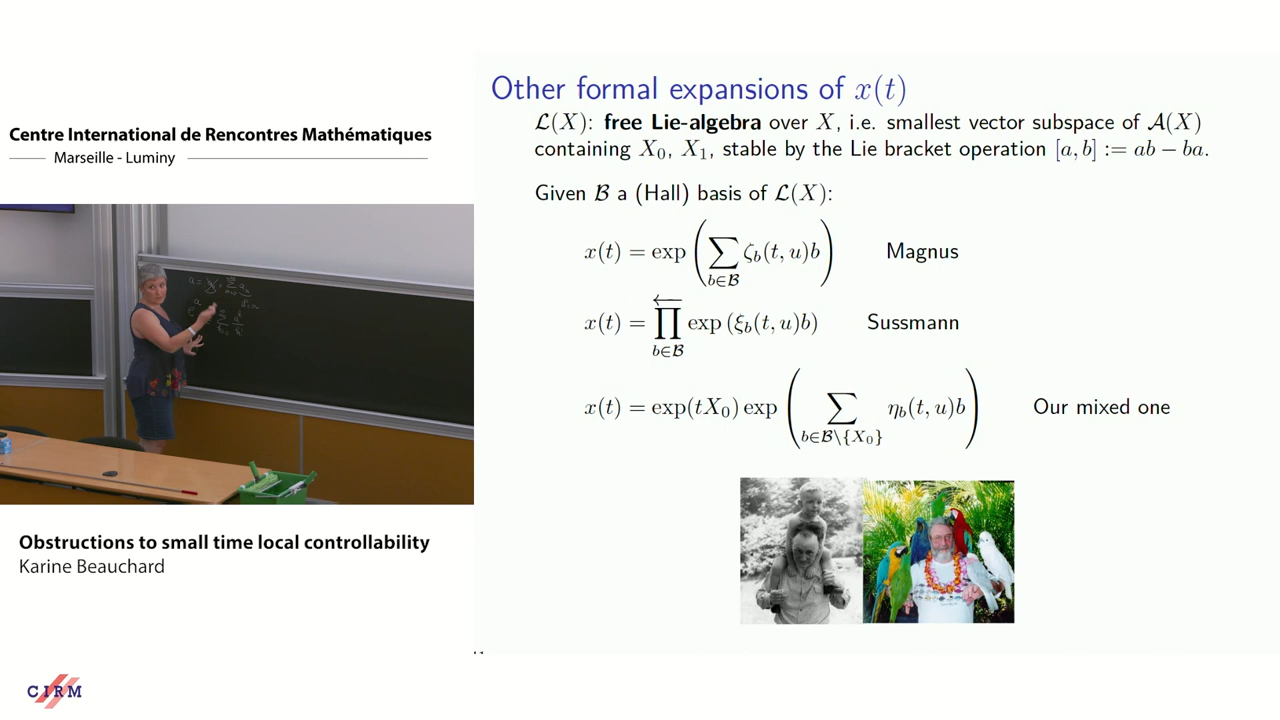 Centre International de Rencontres Mathématiques
Marseille - Luminy
Obstructions to small time local controllability
Karine Beauchard
CIRM
Other formal expansions of x(t)
ℒ(X): free Lie-algebra over X, i.e. smallest vector subspace of 𝒜(X)
containing X₀, X₁, stable by the Lie bracket operation [a, b] := ab − ba.
Given ℬ a (Hall) basis of ℒ(X):
x(t) = exp(∑_{b∈ℬ} ζ_b(t, u)b) Magnus
x(t) = ∏←_{b∈ℬ} exp(ξ_b(t, u)b) Sussmann
x(t) = exp(tX₀) exp(∑_{b∈ℬ\{X₀}} η_b(t, u)b) Our mixed one